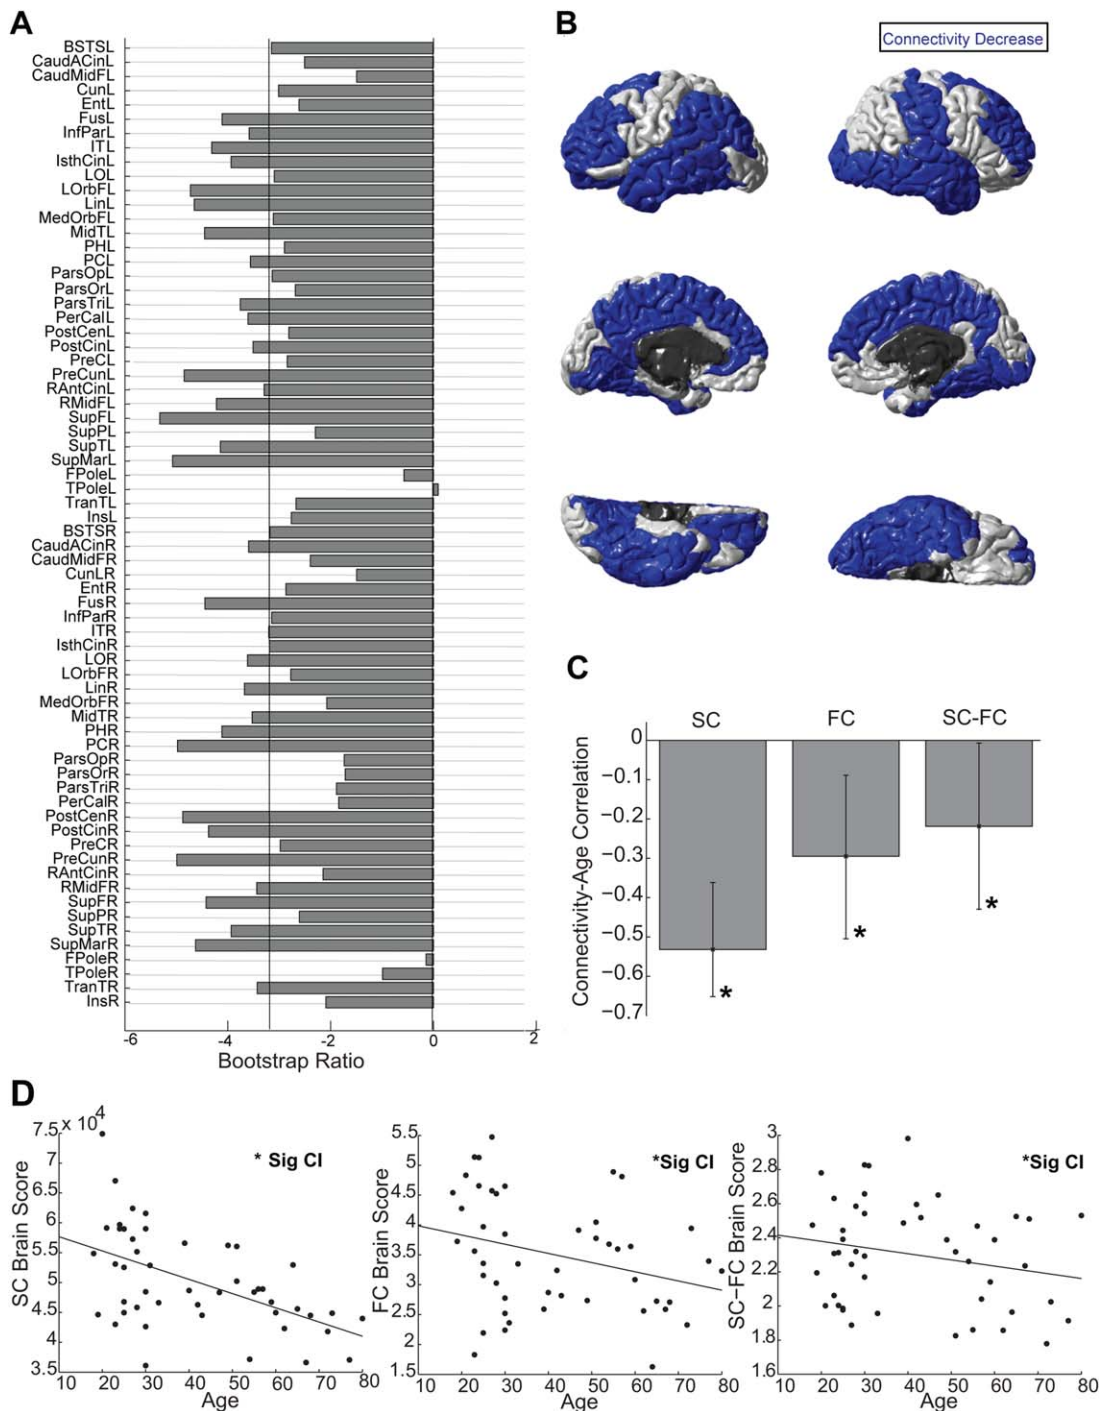 A
BSTSL
CaudACinL
CaudMidFL
CunL
EntL
FusL
InfParL
ITL
IsthCinL
LOL
LOrbFL
LinL
MedOrbFL
MidTL
PHL
PCL
ParsOpL
ParsOrL
ParsTriL
PerCalL
PostCenL
PostCinL
PreCL
PreCunL
RAntCinL
RMidFL
SupFL
SupPL
SupTL
SupMarL
FPoleL
TPoleL
TranTL
InsL
BSTSR
CaudACinR
CaudMidFR
CunLR
EntR
FusR
InfParR
ITR
IsthCinR
LOR
LOrbFR
LinR
MedOrbFR
MidTR
PHR
PCR
ParsOpR
ParsOrR
ParsTriR
PerCalR
PostCenR
PostCinR
PreCR
PreCunR
RAntCinR
RMidFR
SupFR
SupPR
SupTR
SupMarR
FPoleR
TPoleR
TranTR
InsR
-6 -4 -2 0 2
Bootstrap Ratio
B
Connectivity Decrease
C
SC FC SC-FC
0
−0.1
−0.2
−0.3
−0.4
−0.5
−0.6
−0.7
Connectivity-Age Correlation
*
*
*
D
7.5 x 10^4
7
6.5
6
5.5
5
4.5
4
3.5
SC Brain Score
* Sig CI
10 20 30 40 50 60 70 80
Age
5.5
5
4.5
4
3.5
3
2.5
2
1.5
FC Brain Score
*Sig CI
10 20 30 40 50 60 70 80
Age
3
2.8
2.6
2.4
2.2
2
1.8
1.6
SC−FC Brain Score
*Sig CI
10 20 30 40 50 60 70 80
Age